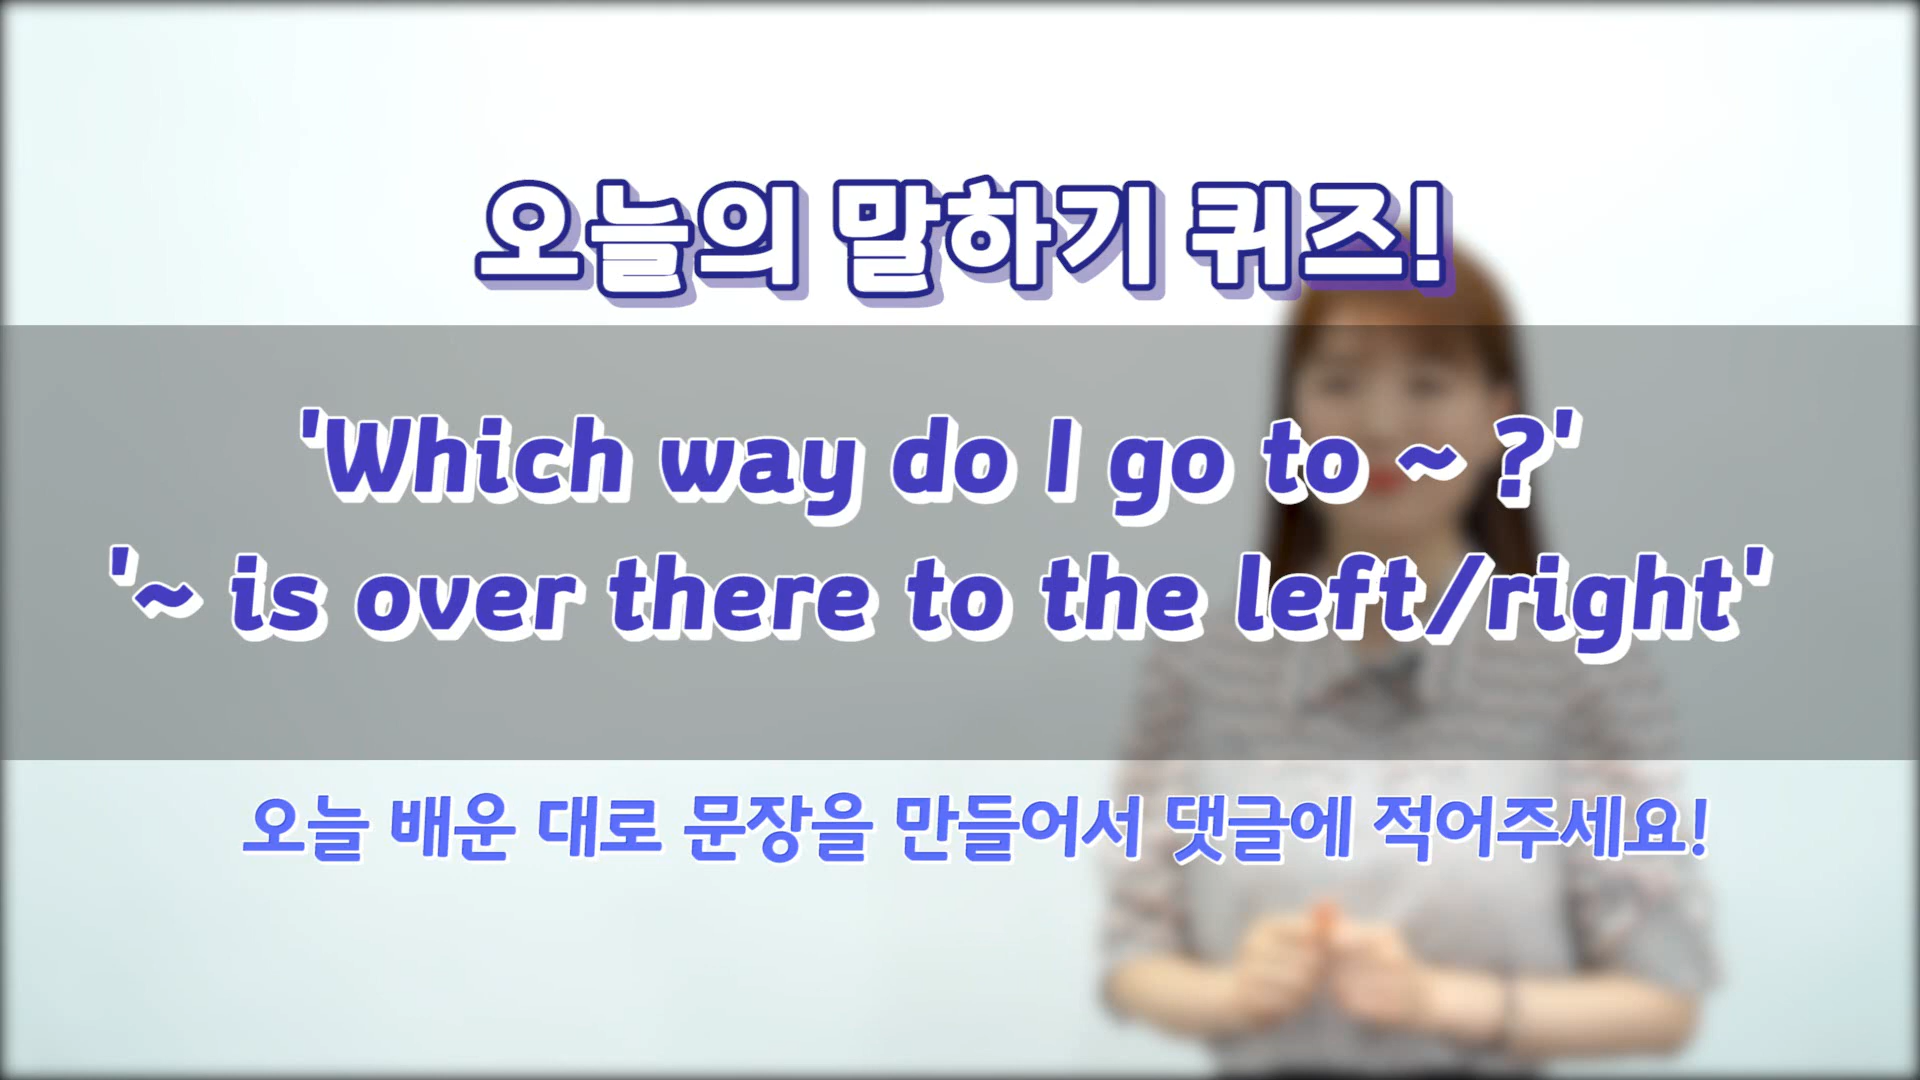 오늘의 말하기 퀴즈!
'Which way do I go to ~ ?'
'~ is over there to the left/right'
오늘 배운 대로 문장을 만들어서 댓글에 적어주세요!